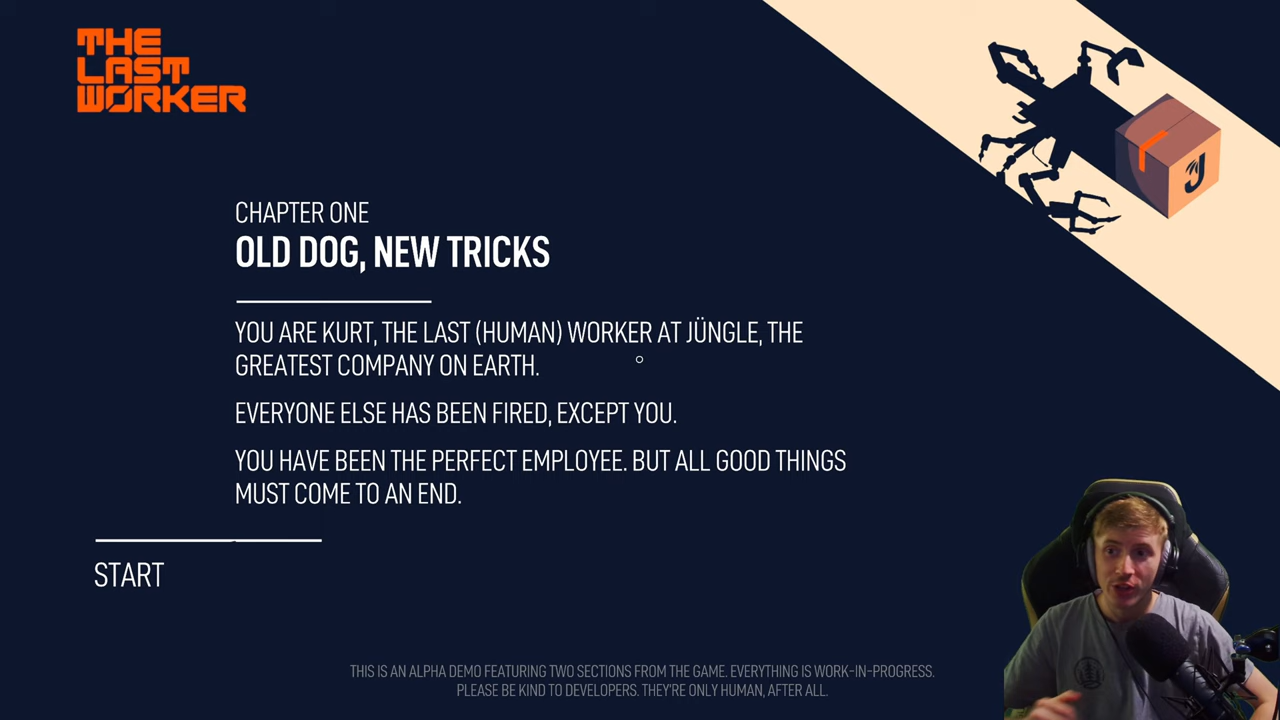 THE
LAST
WORKER
J
CHAPTER ONE
OLD DOG, NEW TRICKS
YOU ARE KURT, THE LAST (HUMAN) WORKER AT JÜNGLE, THE
GREATEST COMPANY ON EARTH.
EVERYONE ELSE HAS BEEN FIRED, EXCEPT YOU.
YOU HAVE BEEN THE PERFECT EMPLOYEE. BUT ALL GOOD THINGS
MUST COME TO AN END.
START
THIS IS AN ALPHA DEMO FEATURING TWO SECTIONS FROM THE GAME. EVERYTHING IS WORK-IN-PROGRESS.
PLEASE BE KIND TO DEVELOPERS. THEY'RE ONLY HUMAN, AFTER ALL.